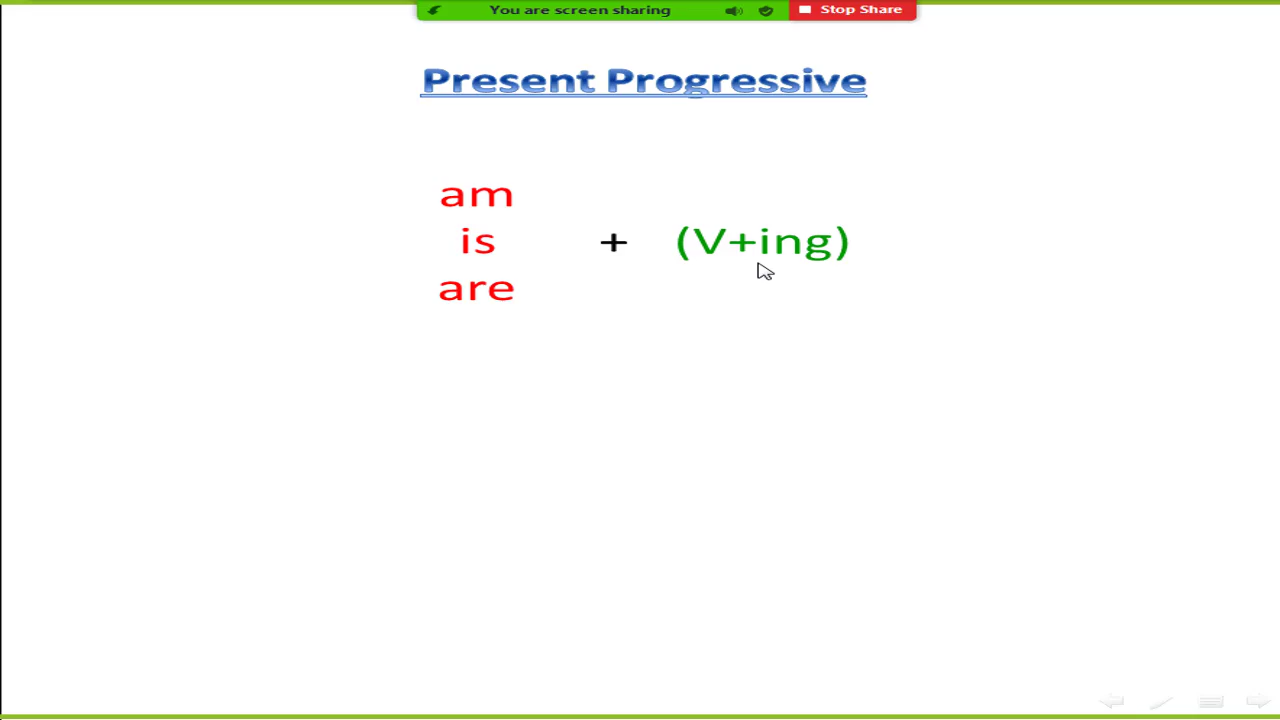 You are screen sharing
Stop Share
Present Progressive
am
is + (V+ing)
are